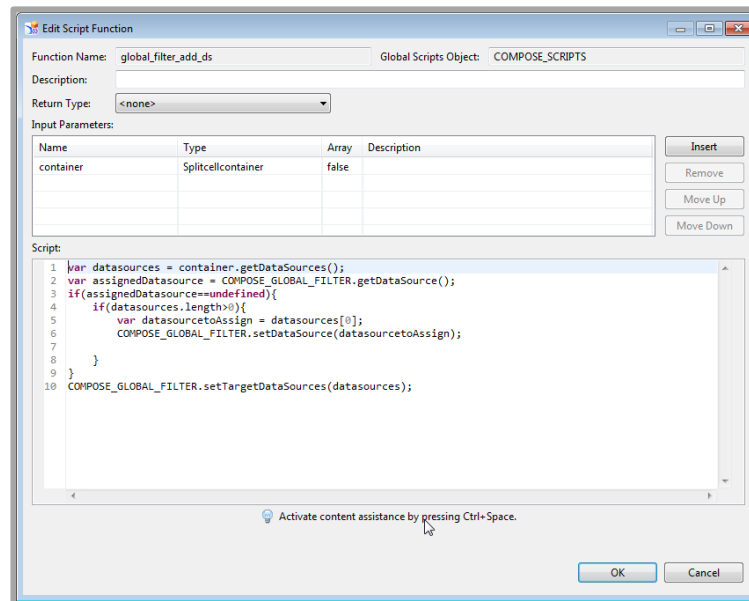 Edit Script Function
Function Name: global_filter_add_ds Global Scripts Object: COMPOSE_SCRIPTS
Description:
Return Type: <none>
Input Parameters:
Name Type Array Description Insert
container Splitcellcontainer false
Remove
Move Up
Move Down
Script:
1 var datasources = container.getDataSources();
2 var assignedDatasource = COMPOSE_GLOBAL_FILTER.getDataSource();
3 if(assignedDatasource==undefined){
4     if(datasources.length>0){
5         var datasourcetoAssign = datasources[0];
6         COMPOSE_GLOBAL_FILTER.setDataSource(datasourcetoAssign);
7
8     }
9 }
10 COMPOSE_GLOBAL_FILTER.setTargetDataSources(datasources);
Activate content assistance by pressing Ctrl+Space.
OK Cancel